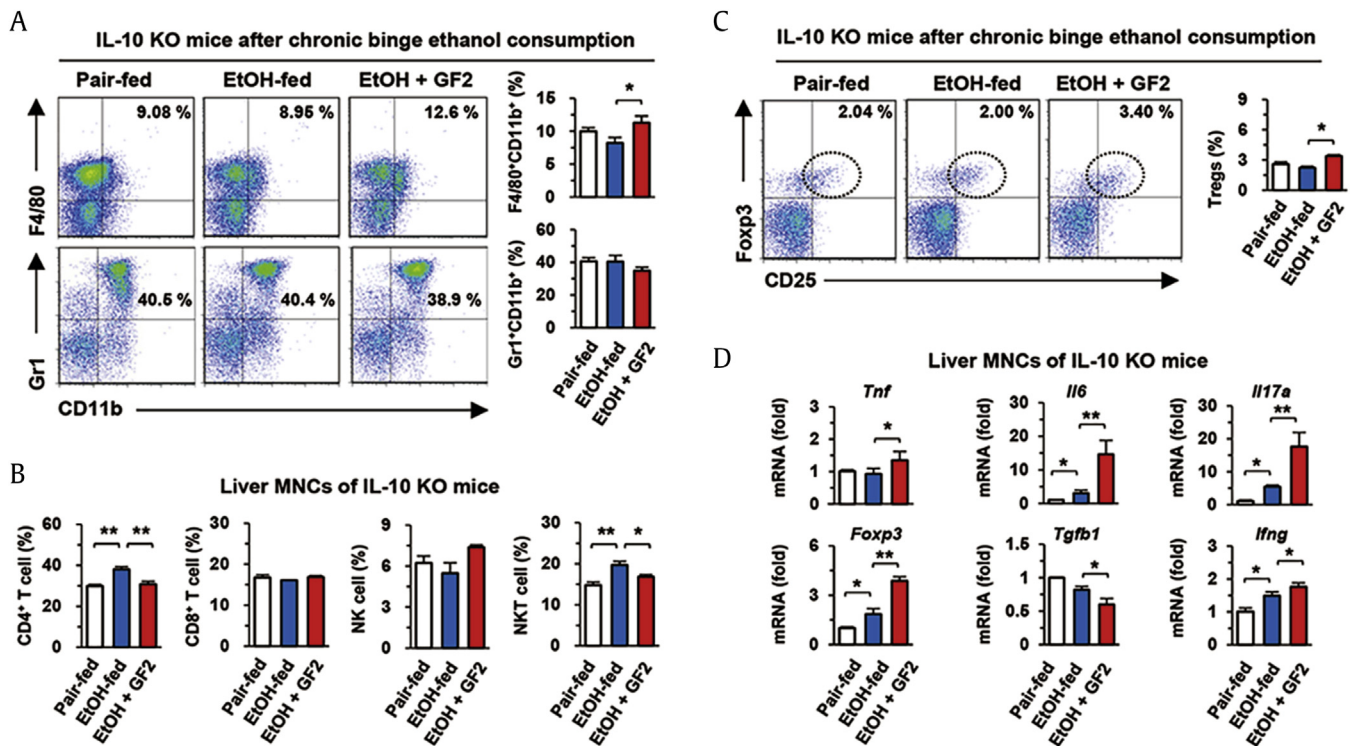 A
IL-10 KO mice after chronic binge ethanol consumption
Pair-fed EtOH-fed EtOH + GF2
9.08 % 8.95 % 12.6 %
F4/80
40.5 % 40.4 % 38.9 %
Gr1
CD11b
F4/80⁺CD11b⁺ (%)
15
10
5
0
*
Gr1⁺CD11b⁺ (%)
60
40
20
0
Pair-fed
EtOH-fed
EtOH + GF2
B
Liver MNCs of IL-10 KO mice
CD4⁺ T cell (%)
60
40
20
0
** **
Pair-fed
EtOH-fed
EtOH + GF2
CD8⁺ T cell (%)
30
20
10
0
Pair-fed
EtOH-fed
EtOH + GF2
NK cell (%)
9
6
3
0
Pair-fed
EtOH-fed
EtOH + GF2
NKT cell (%)
30
20
10
0
** *
Pair-fed
EtOH-fed
EtOH + GF2
C
IL-10 KO mice after chronic binge ethanol consumption
Pair-fed EtOH-fed EtOH + GF2
2.04 % 2.00 % 3.40 %
Foxp3
CD25
Tregs (%)
9
6
3
0
*
Pair-fed
EtOH-fed
EtOH + GF2
D
Liver MNCs of IL-10 KO mice
Tnf
mRNA (fold)
3
2
1
0
*
Il6
mRNA (fold)
30
20
10
0
* **
Il17a
mRNA (fold)
30
20
10
0
* **
Foxp3
mRNA (fold)
6
4
2
0
* **
Pair-fed
EtOH-fed
EtOH + GF2
Tgfb1
mRNA (fold)
1.5
1
0.5
0
*
Pair-fed
EtOH-fed
EtOH + GF2
Ifng
mRNA (fold)
3
2
1
0
* *
Pair-fed
EtOH-fed
EtOH + GF2